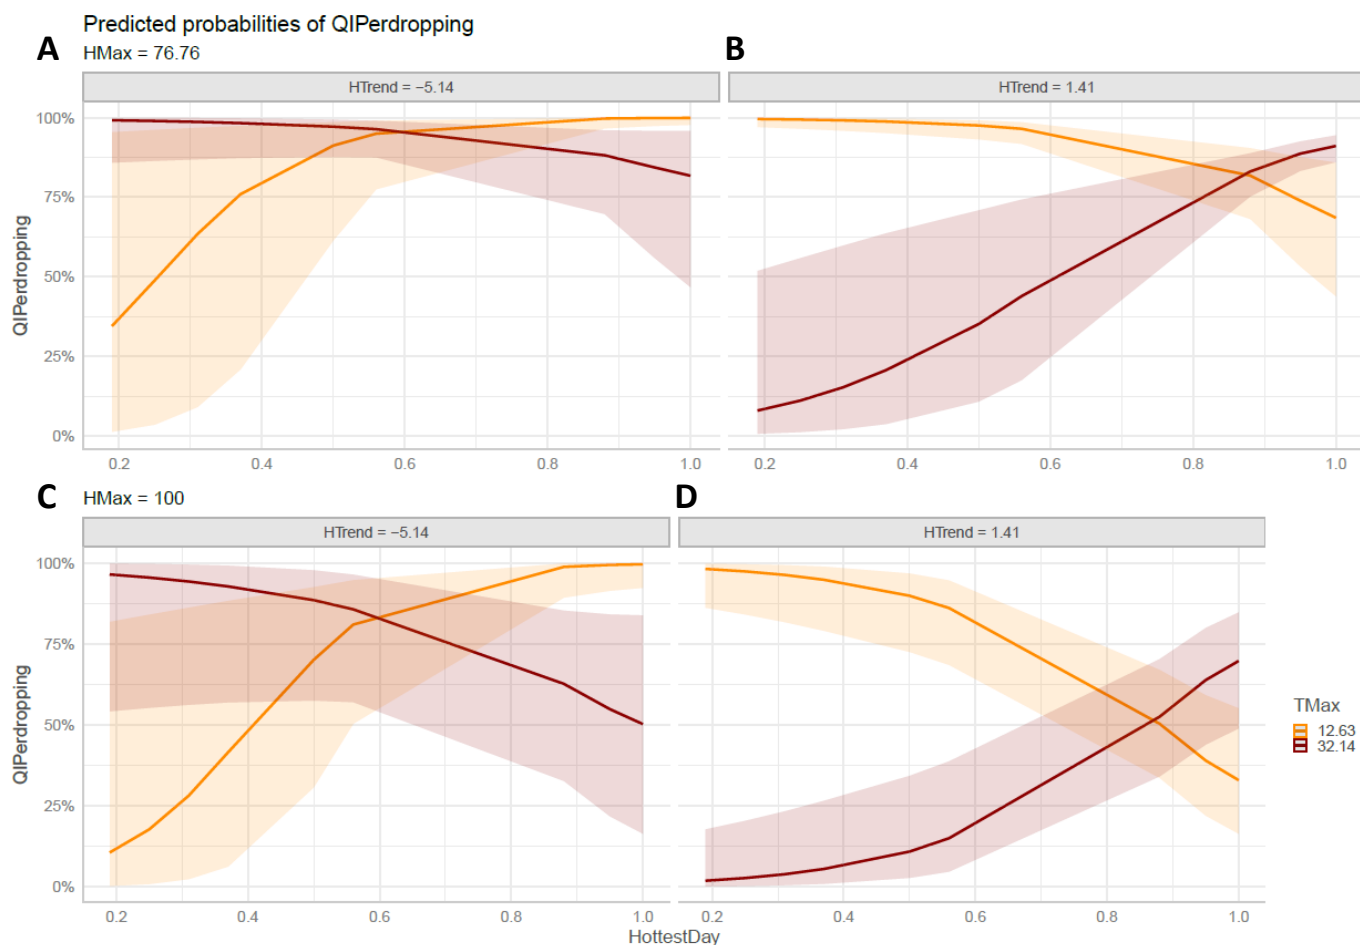 Predicted probabilities of QIPerdropping
A
HMax = 76.76
B
HTrend = −5.14
HTrend = 1.41
100%
75%
50%
25%
0%
QIPerdropping
0.2 0.4 0.6 0.8 1.0
0.2 0.4 0.6 0.8 1.0
C
HMax = 100
D
HTrend = −5.14
HTrend = 1.41
100%
75%
50%
25%
0%
QIPerdropping
0.2 0.4 0.6 0.8 1.0
0.2 0.4 0.6 0.8 1.0
HottestDay
TMax
12.63
32.14